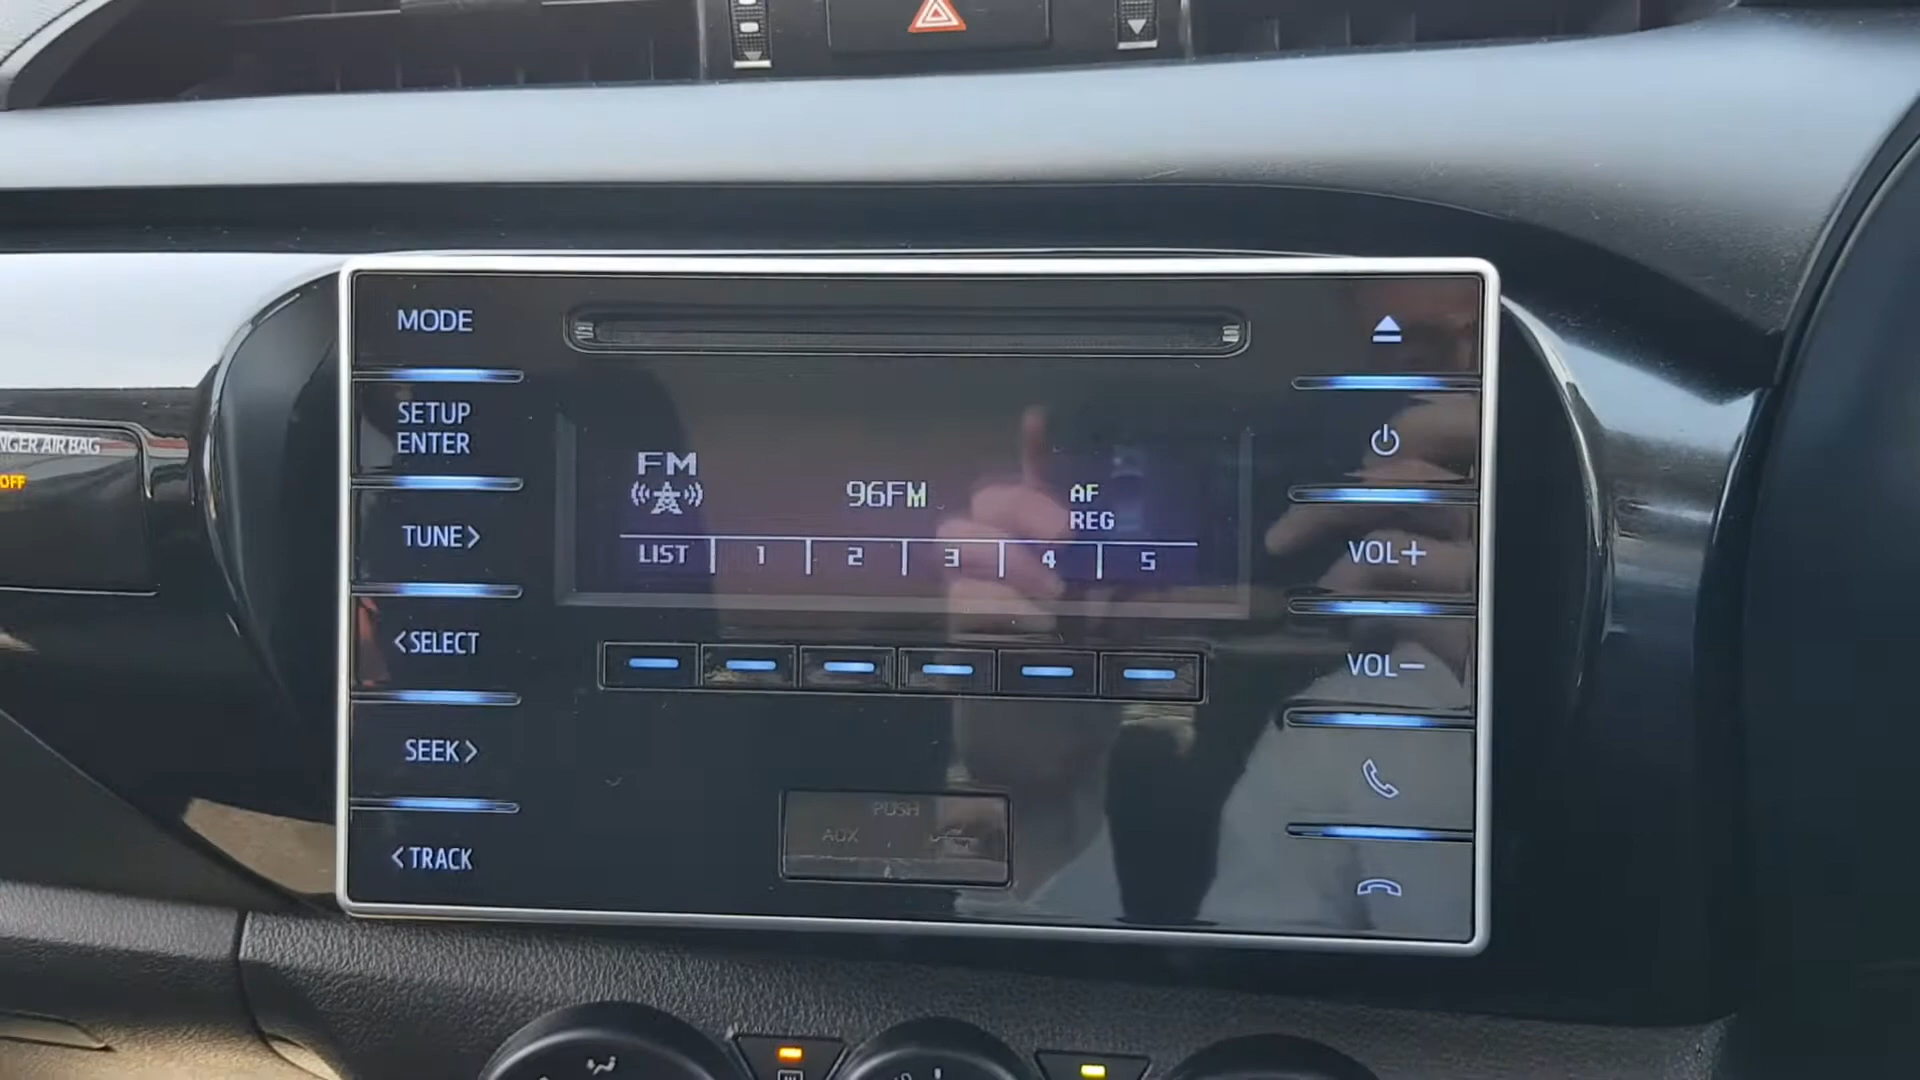 MODE
SETUP
ENTER
TUNE>
<SELECT
SEEK>
<TRACK
NGER AIR BAG
OFF
FM
96FM
AF
REG
LIST 1 2 3 4 5
PUSH
AUX
VOL+
VOL-